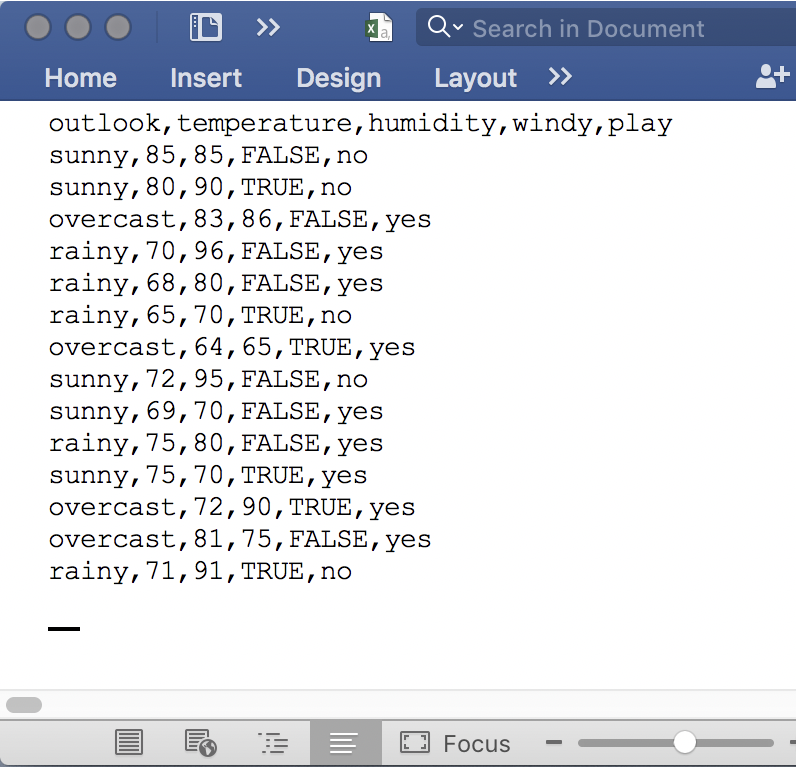 Search in Document
Home Insert Design Layout
outlook,temperature,humidity,windy,play
sunny,85,85,FALSE,no
sunny,80,90,TRUE,no
overcast,83,86,FALSE,yes
rainy,70,96,FALSE,yes
rainy,68,80,FALSE,yes
rainy,65,70,TRUE,no
overcast,64,65,TRUE,yes
sunny,72,95,FALSE,no
sunny,69,70,FALSE,yes
rainy,75,80,FALSE,yes
sunny,75,70,TRUE,yes
overcast,72,90,TRUE,yes
overcast,81,75,FALSE,yes
rainy,71,91,TRUE,no
Focus